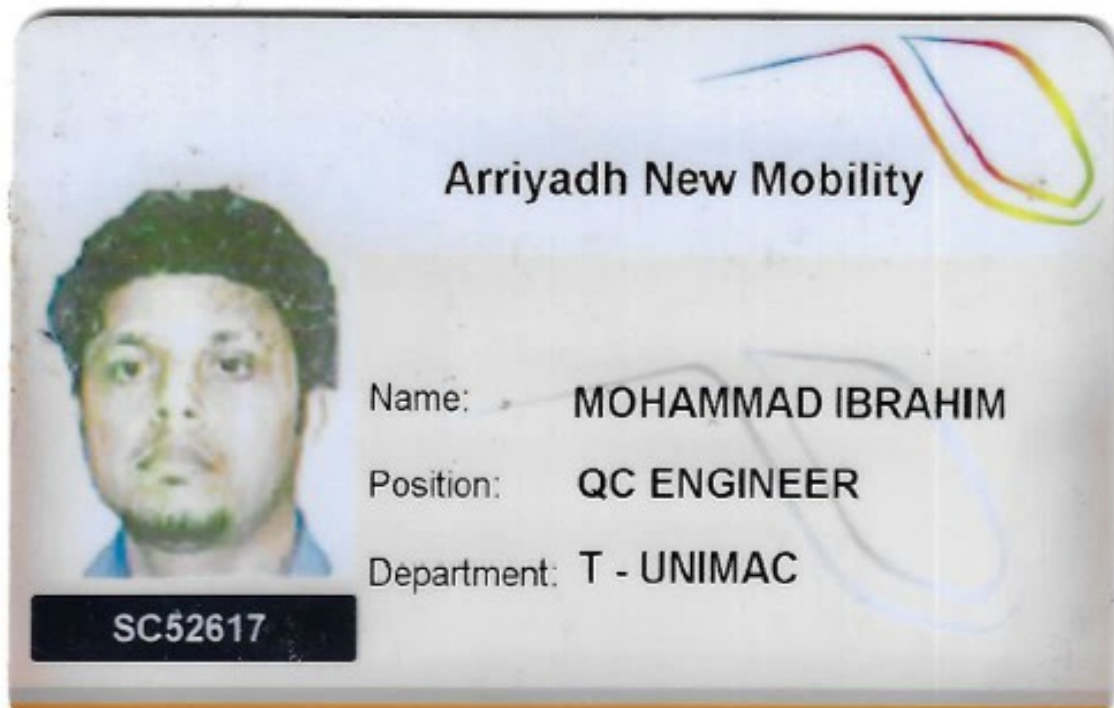 Arriyadh New Mobility
Name: MOHAMMAD IBRAHIM
Position: QC ENGINEER
Department: T - UNIMAC
SC52617